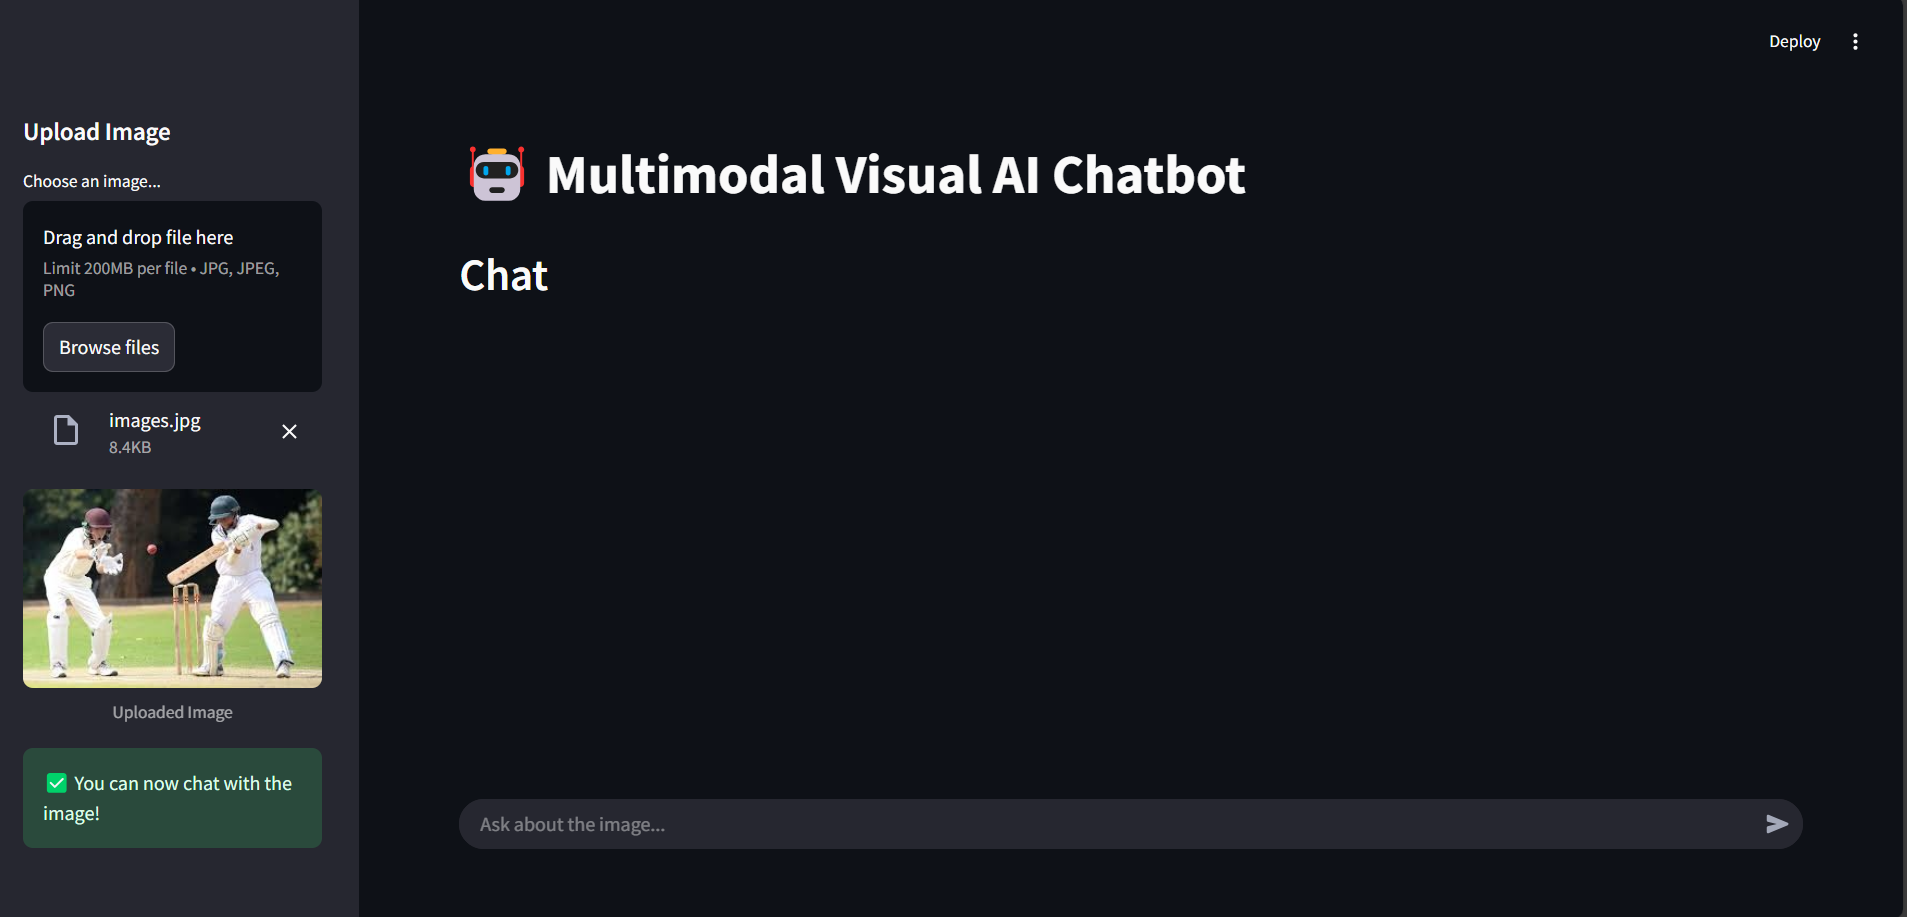 Deploy
Upload Image
Choose an image...
Drag and drop file here
Limit 200MB per file • JPG, JPEG,
PNG
Browse files
images.jpg
8.4KB
Uploaded Image
✅ You can now chat with the
image!
🤖 Multimodal Visual AI Chatbot
Chat
Ask about the image...